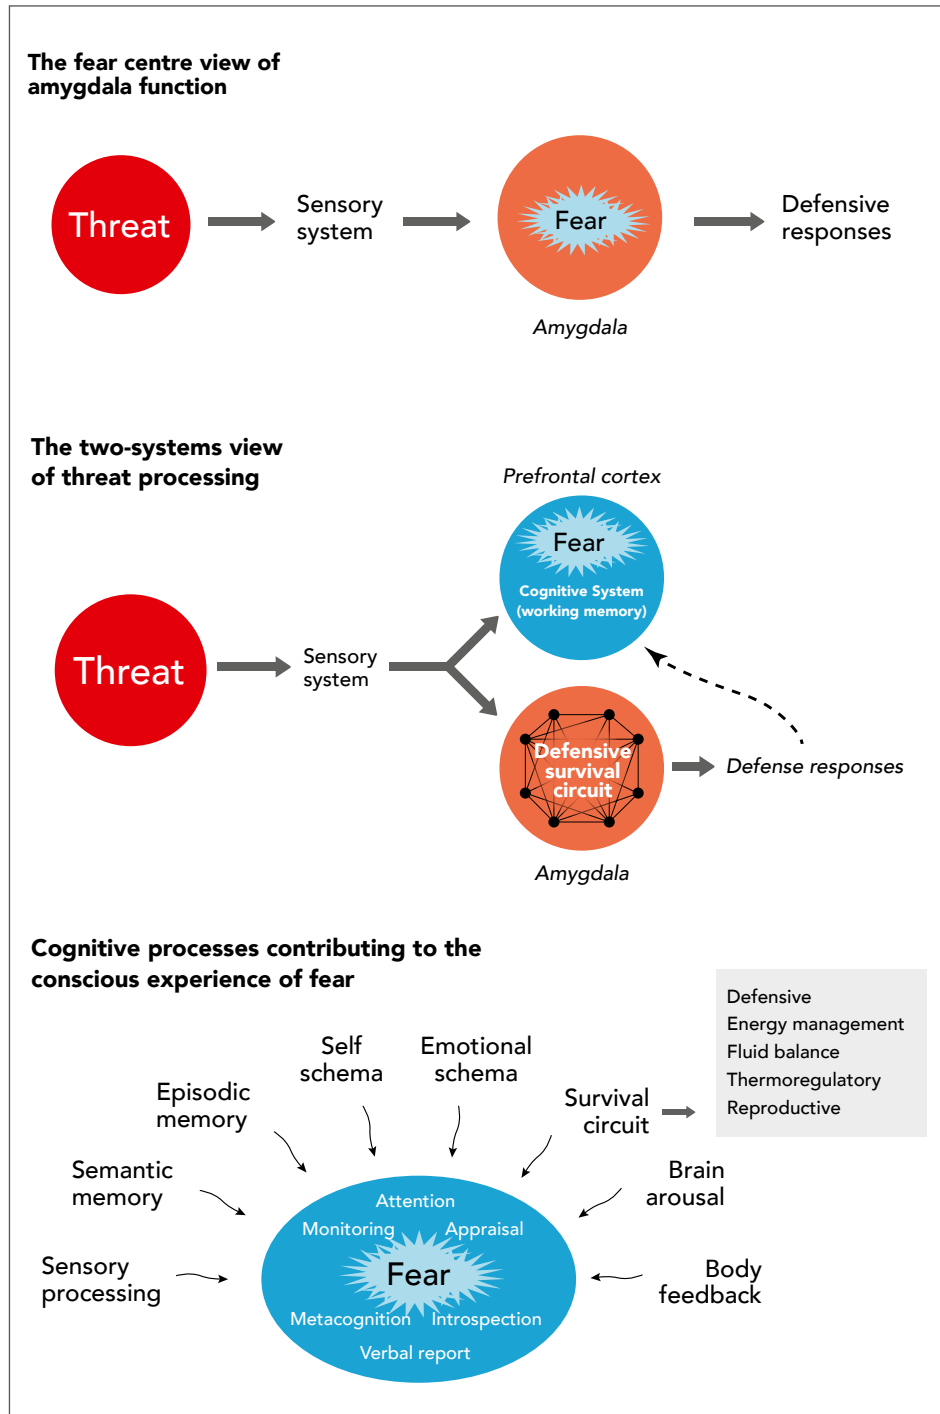 The fear centre view of
amygdala function
Threat
Sensory
system
Fear
Defensive
responses
Amygdala
The two-systems view
of threat processing
Prefrontal cortex
Fear
Cognitive System
(working memory)
Threat
Sensory
system
Defensive
survival
circuit
Defense responses
Amygdala
Cognitive processes contributing to the
conscious experience of fear
Defensive
Energy management
Fluid balance
Thermoregulatory
Reproductive
Self
schema
Emotional
schema
Episodic
memory
Survival
circuit
Semantic
memory
Brain
arousal
Sensory
processing
Body
feedback
Attention
Monitoring
Appraisal
Fear
Metacognition
Introspection
Verbal report